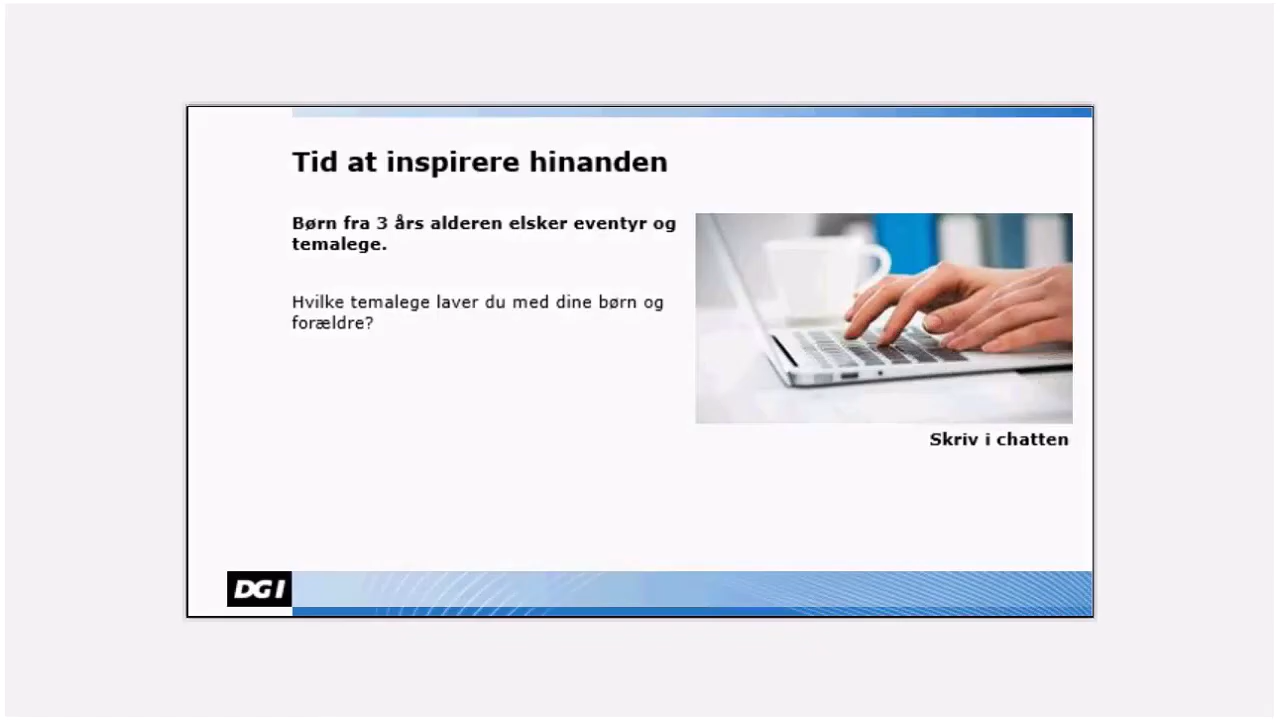 Tid at inspirere hinanden
Børn fra 3 års alderen elsker eventyr og
temalege.
Hvilke temalege laver du med dine børn og
forældre?
Skriv i chatten
DGI